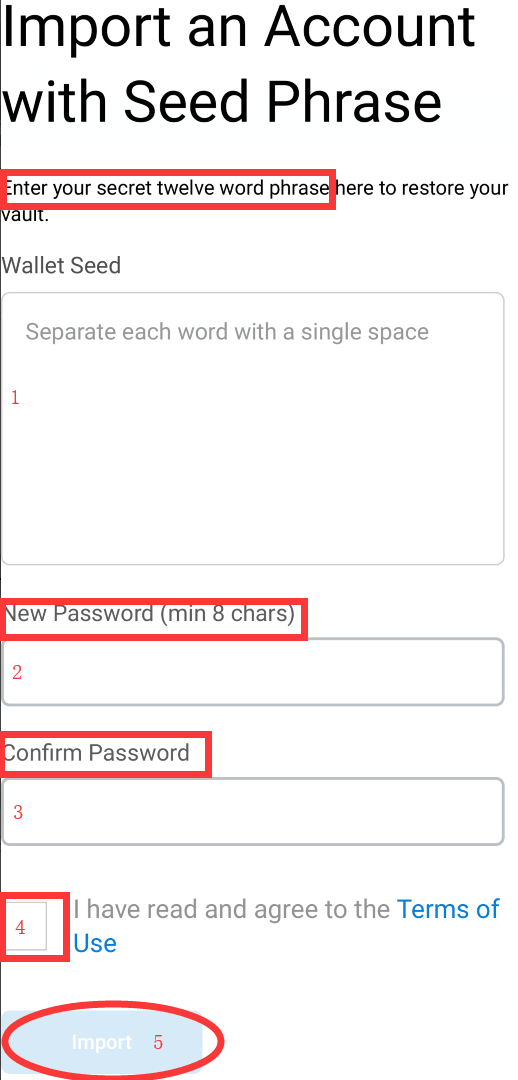 Import an Account
with Seed Phrase
Enter your secret twelve word phrase here to restore your
vault.
Wallet Seed
Separate each word with a single space
1
New Password (min 8 chars)
2
Confirm Password
3
4 I have read and agree to the Terms of
Use
Import 5